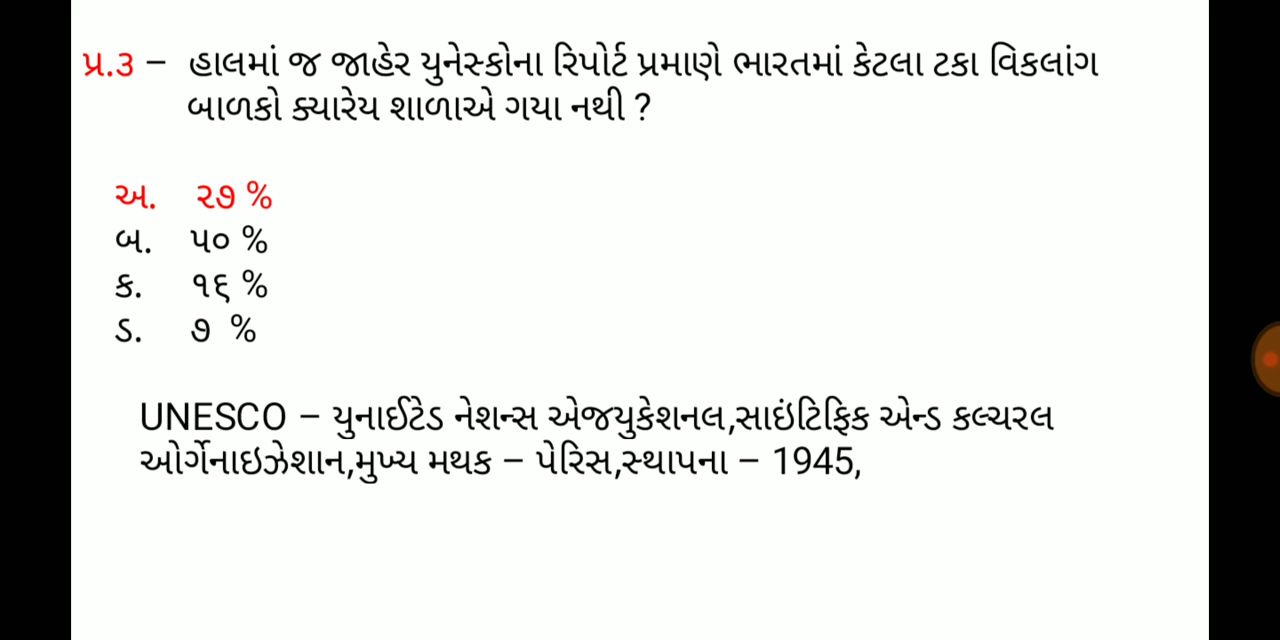 પ્ર.૩ – હાલમાં જ જાહેર યુનેસ્કોના રિપોર્ટ પ્રમાણે ભારતમાં કેટલા ટકા વિકલાંગ
બાળકો ક્યારેય શાળાએ ગયા નથી ?
અ. ૨૭ %
બ. ૫૦ %
ક. ૧૬ %
ડ. ૭ %
UNESCO – યુનાઈટેડ નેશન્સ એજયુકેશનલ,સાઇંટિફિક એન્ડ કલ્ચરલ
ઓર્ગેનાઇઝેશાન,મુખ્ય મથક – પેરિસ,સ્થાપના – 1945,